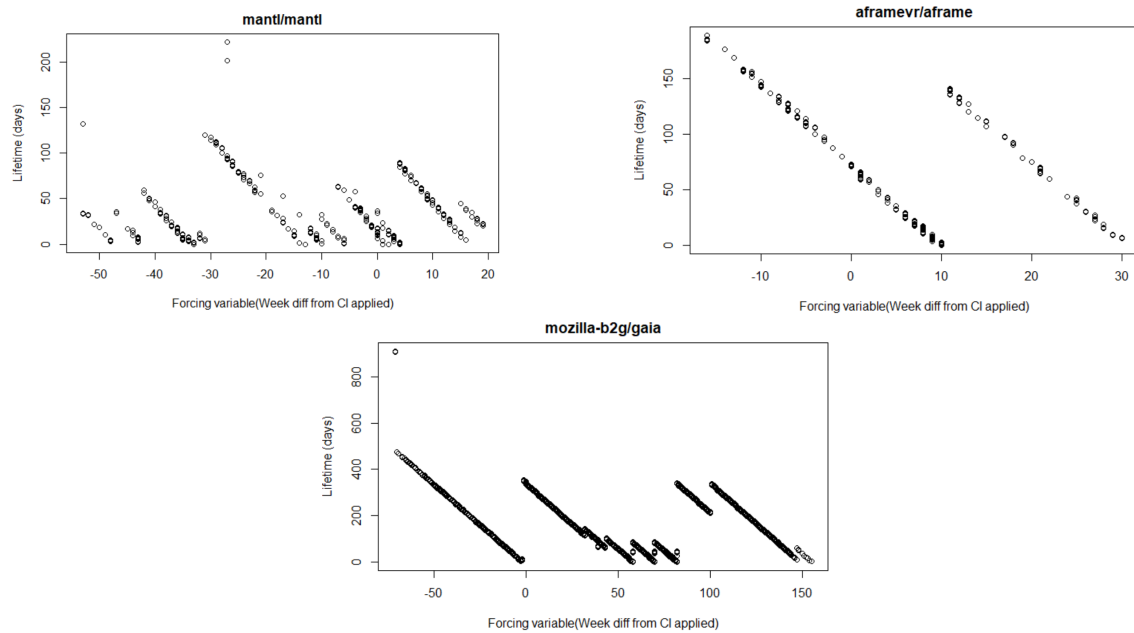 mantl/mantl
Lifetime (days)
200
150
100
50
0
-50 -40 -30 -20 -10 0 10 20
Forcing variable(Week diff from CI applied)
aframevr/aframe
Lifetime (days)
150
100
50
0
-10 0 10 20 30
Forcing variable(Week diff from CI applied)
mozilla-b2g/gaia
Lifetime (days)
800
600
400
200
0
-50 0 50 100 150
Forcing variable(Week diff from CI applied)